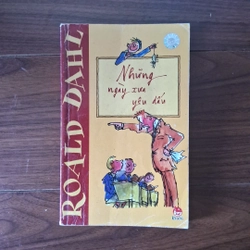 ROALD DAHL
Những
ngày xưa
yêu dấu